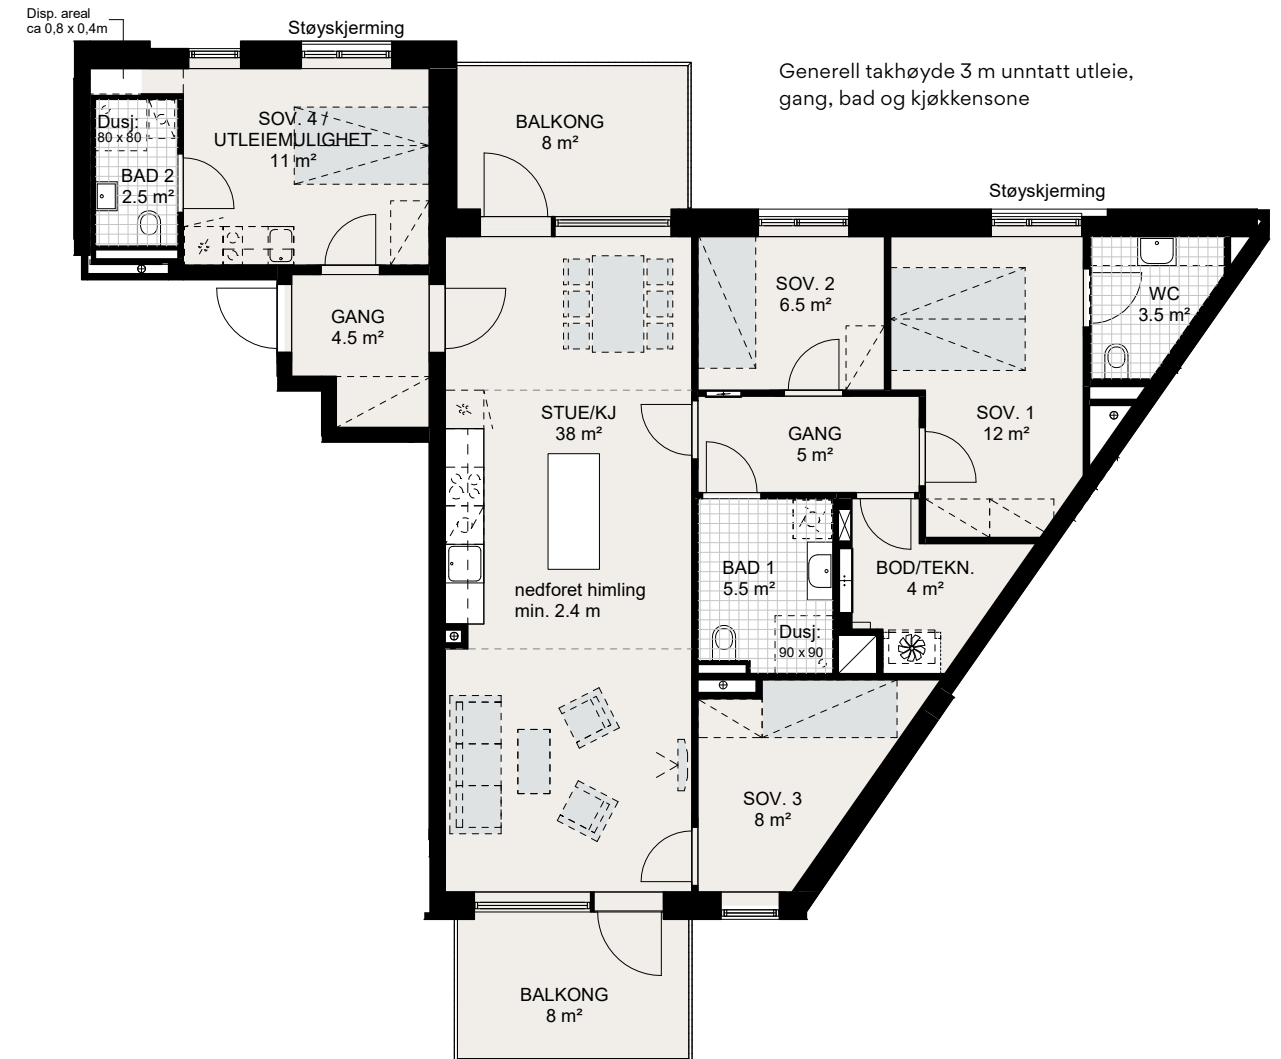 Disp. areal
ca 0,8 x 0,4m
Støyskjerming
Generell takhøyde 3 m unntatt utleie,
gang, bad og kjøkkensone
Dusj:
80 x 80
BAD 2
2.5 m²
SOV. 4 /
UTLEIEMULIGHET
11 m²
BALKONG
8 m²
Støyskjerming
GANG
4.5 m²
SOV. 2
6.5 m²
WC
3.5 m²
STUE/KJ
38 m²
GANG
5 m²
SOV. 1
12 m²
nedforet himling
min. 2.4 m
BAD 1
5.5 m²
Dusj:
90 x 90
BOD/TEKN.
4 m²
SOV. 3
8 m²
BALKONG
8 m²